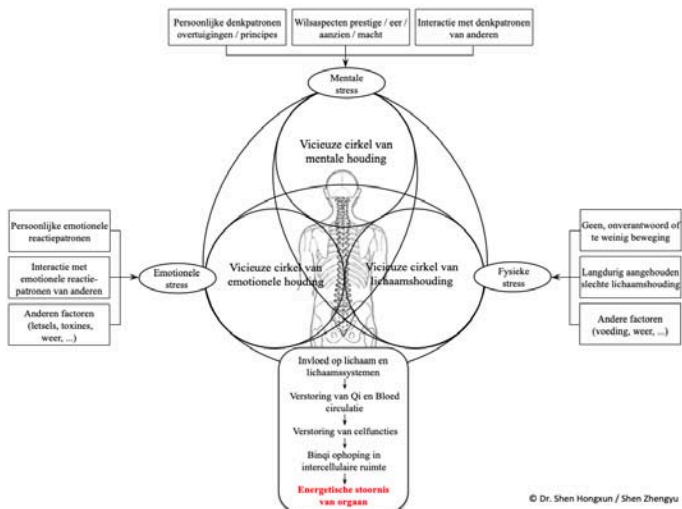 Persoonlijke denkpatronen
overtuigingen / principes
Wilsaspecten prestige / eer /
aanzien / macht
Interactie met denkpatronen
van anderen
Mentale
stress
Vicieuze cirkel van
mentale houding
Persoonlijke emotionele
reactiepatronen
Interactie met
emotionele reactie-
patronen van anderen
Anderen factoren
(letsels, toxines,
weer, ...)
Emotionele
stress
Vicieuze cirkel van
emotionele houding
Vicieuze cirkel van
lichaamshouding
Fysieke
stress
Geen, onverantwoord of
te weinig beweging
Langdurig aangehouden
slechte lichaamshouding
Andere factoren
(voeding, weer, ...)
Invloed op lichaam en
lichaamssystemen
Verstoring van Qi en Bloed
circulatie
Verstoring van celfuncties
Binqi ophoping in
intercellulaire ruimte
Energetische stoornis
van orgaan
© Dr. Shen Hongxun / Shen Zhengyu